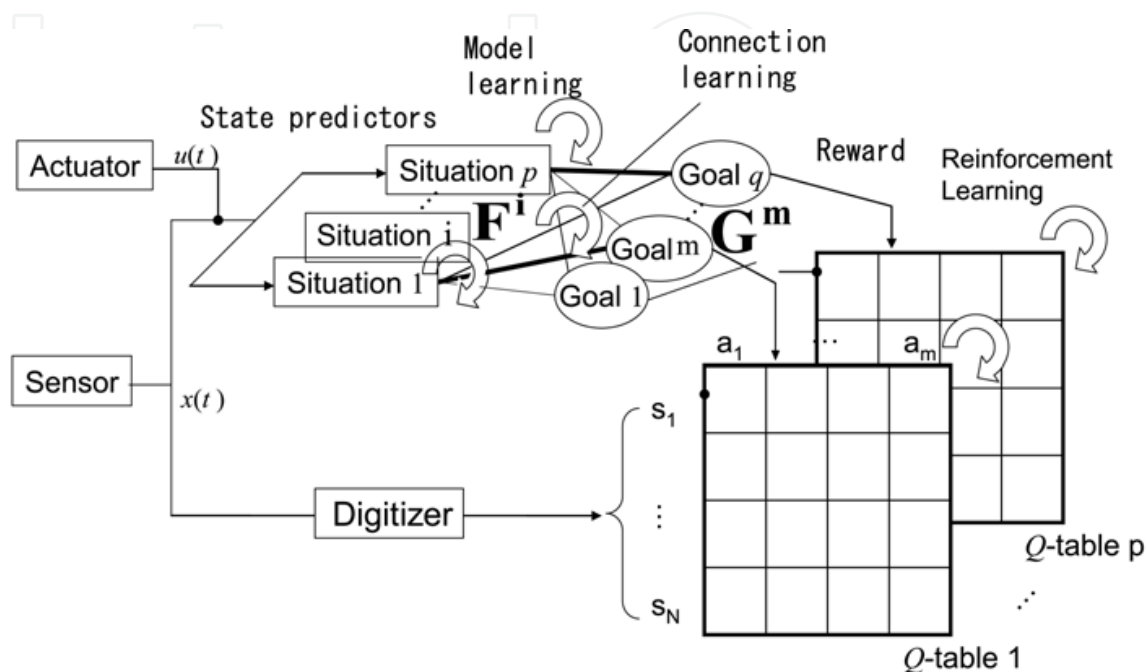 Model
learning
Connection
learning
State predictors
Actuator
u(t)
Situation p
Goal q
Reward
Reinforcement
Learning
Situation i
F^i
Goal m
G^m
Situation 1
Goal 1
Sensor
x(t)
a_1
...
a_m
s_1
Digitizer
...
s_N
Q-table p
...
Q-table 1